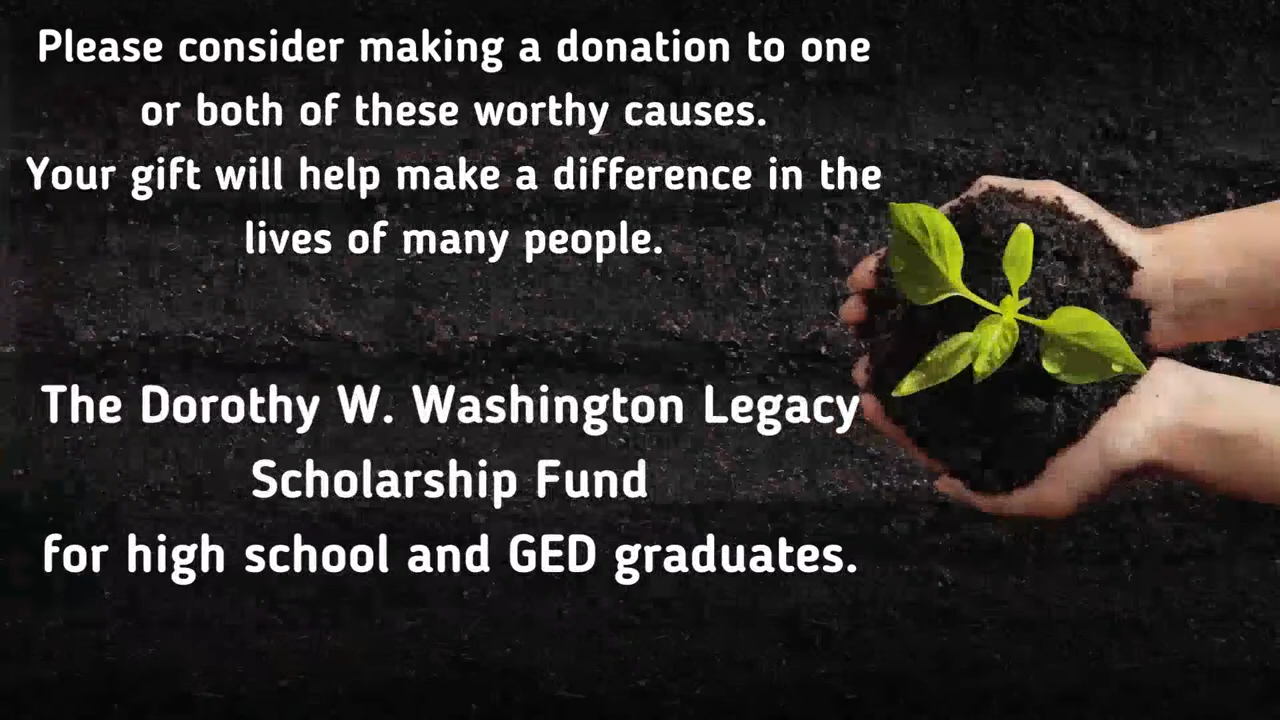 Please consider making a donation to one
or both of these worthy causes.
Your gift will help make a difference in the
lives of many people.
The Dorothy W. Washington Legacy
Scholarship Fund
for high school and GED graduates.